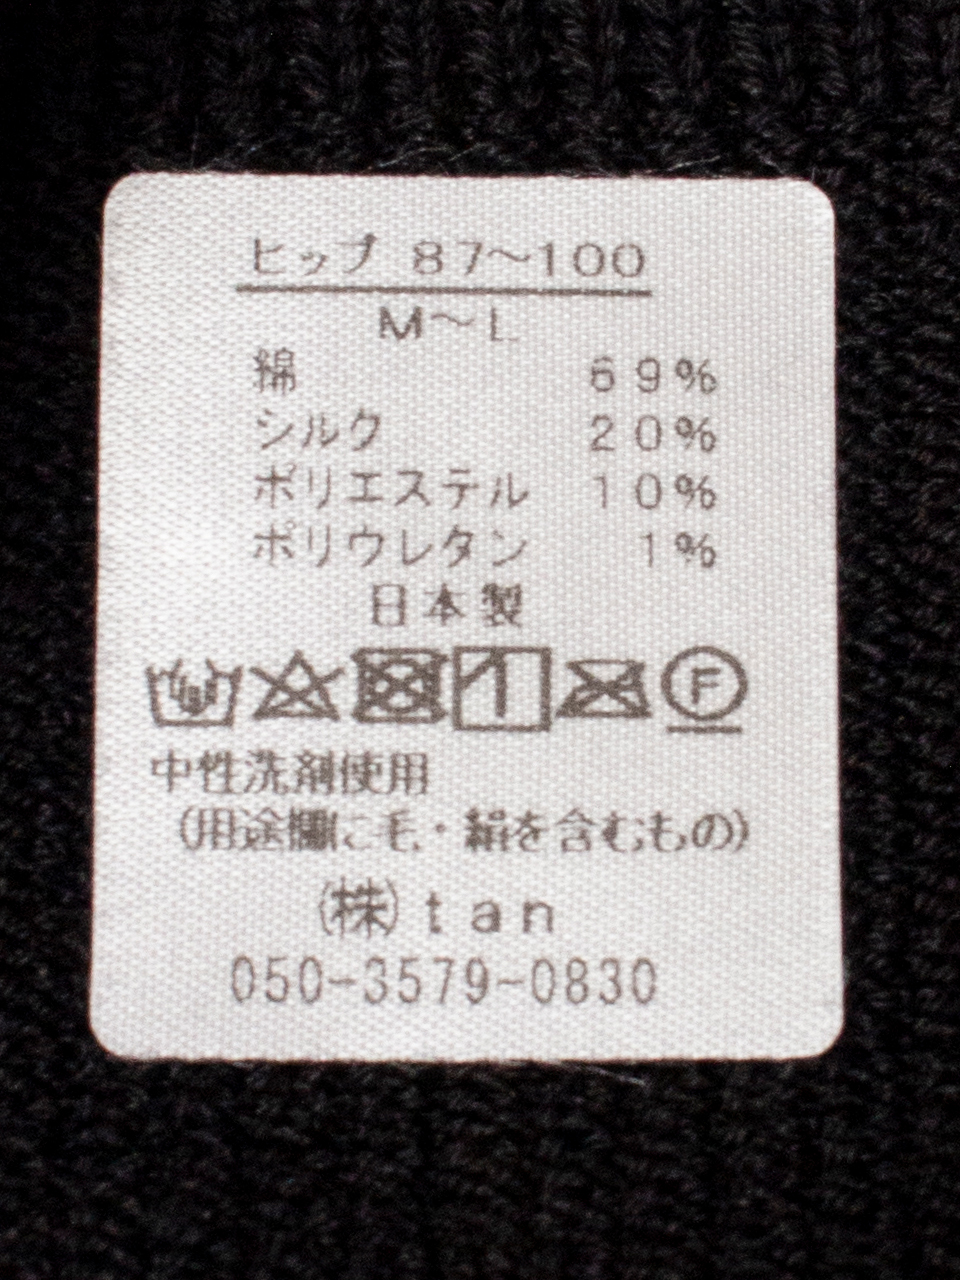 ヒップ 87〜100
M〜L
綿 69%
シルク 20%
ポリエステル 10%
ポリウレタン 1%
日本製
F
中性洗剤使用
(用途欄に毛・絹を含むもの)
(株)tan
050-3579-0830